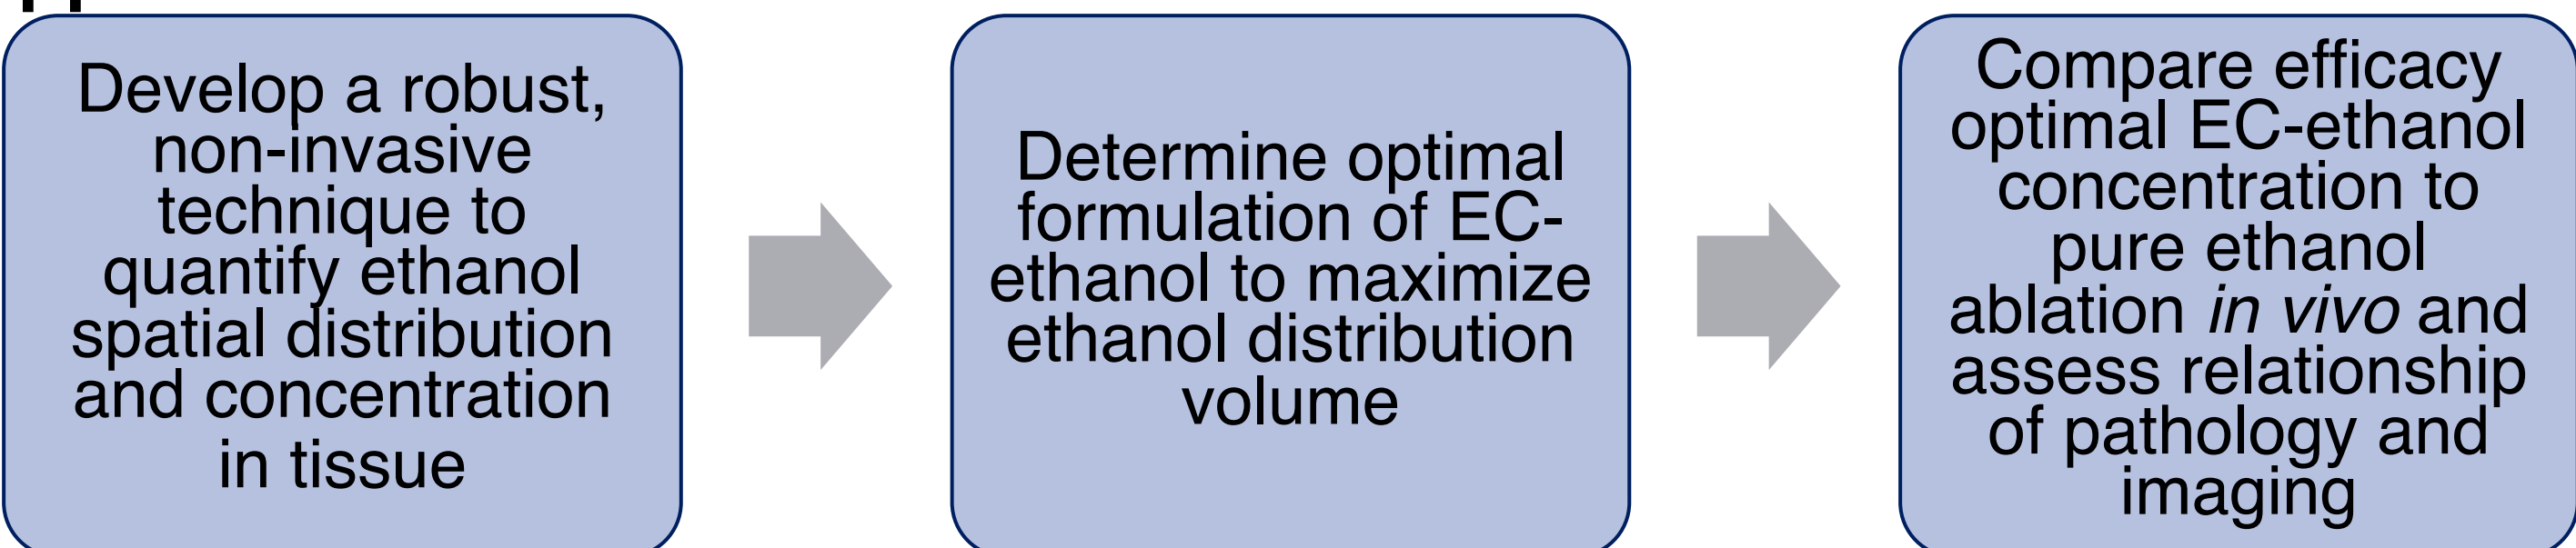 Develop a robust,
non-invasive
technique to
quantify ethanol
spatial distribution
and concentration
in tissue
Determine optimal
formulation of EC-
ethanol to maximize
ethanol distribution
volume
Compare efficacy
optimal EC-ethanol
concentration to
pure ethanol
ablation in vivo and
assess relationship
of pathology and
imaging